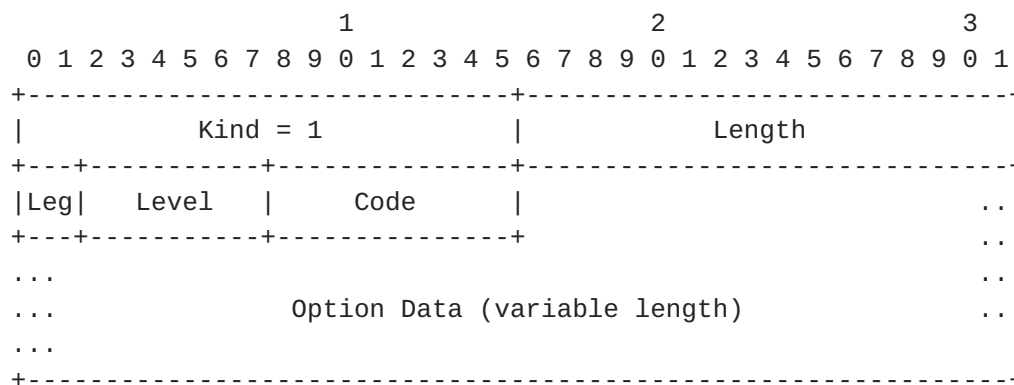 1                   2                   3
 0 1 2 3 4 5 6 7 8 9 0 1 2 3 4 5 6 7 8 9 0 1 2 3 4 5 6 7 8 9 0 1
+-------------------------------+-------------------------------+
|           Kind = 1            |            Length
+---+-----------+---------------+-------------------------------+
|Leg|   Level   |     Code      |                             ..
+---+-----------+---------------+                             ..
...                                                           ..
...               Option Data (variable length)               ..
...
+---------------------------------------------------------------+